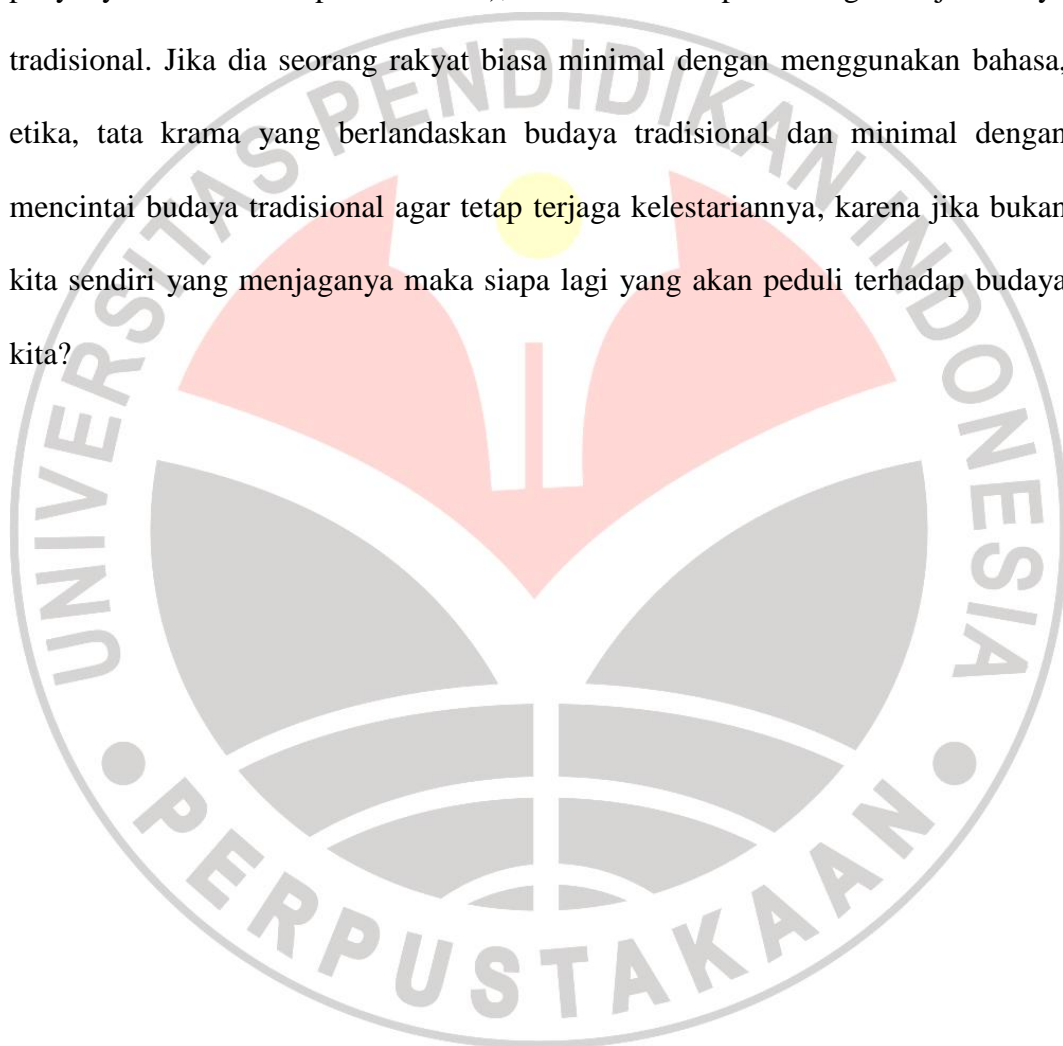 tradisional. Jika dia seorang rakyat biasa minimal dengan menggunakan bahasa,
etika, tata krama yang berlandaskan budaya tradisional dan minimal dengan
mencintai budaya tradisional agar tetap terjaga kelestariannya, karena jika bukan
kita sendiri yang menjaganya maka siapa lagi yang akan peduli terhadap budaya
kita?
UNIVERSITAS PENDIDIKAN INDONESIA
PERPUSTAKAAN